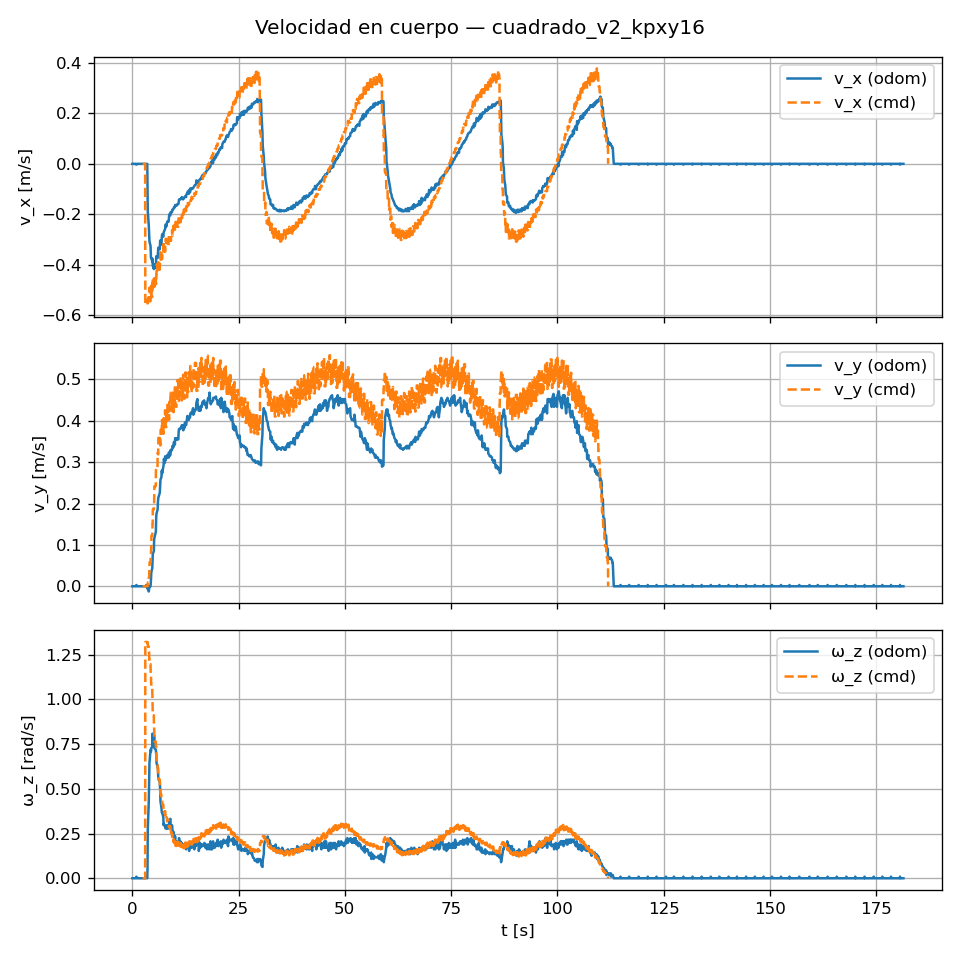 Velocidad en cuerpo — cuadrado_v2_kpxy16
0.4
0.2
0.0
−0.2
−0.4
−0.6
v_x [m/s]
v_x (odom)
v_x (cmd)
0.5
0.4
0.3
0.2
0.1
0.0
v_y [m/s]
v_y (odom)
v_y (cmd)
1.25
1.00
0.75
0.50
0.25
0.00
ω_z [rad/s]
ω_z (odom)
ω_z (cmd)
0 25 50 75 100 125 150 175
t [s]